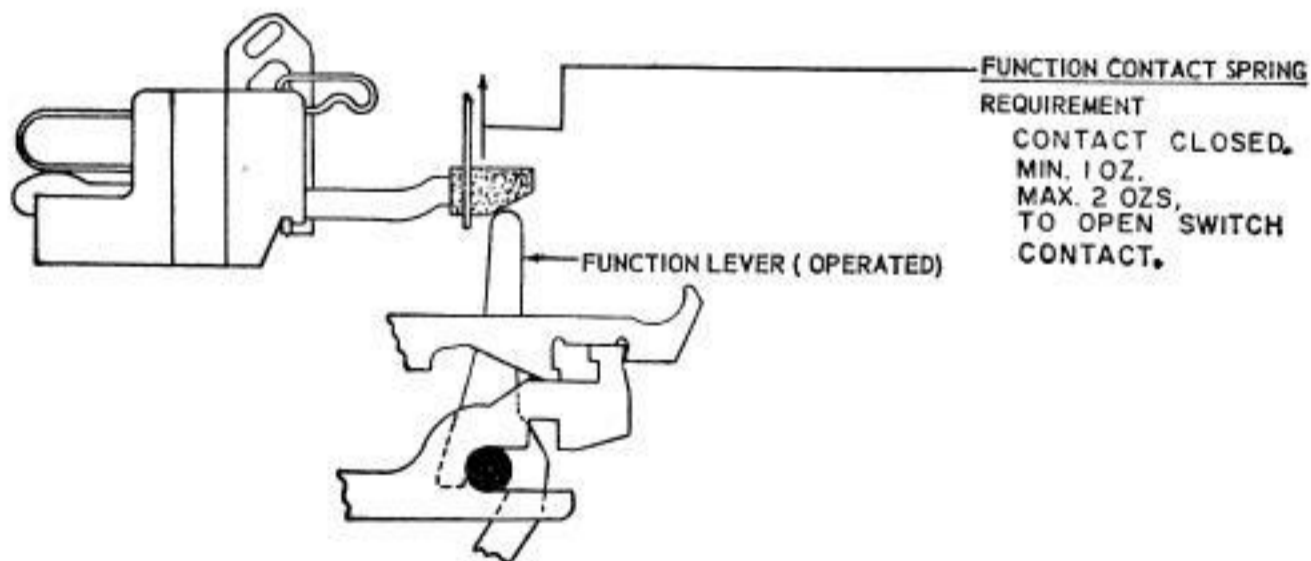 FUNCTION CONTACT SPRING
REQUIREMENT
CONTACT CLOSED.
MIN. 1 OZ.
MAX. 2 OZS,
TO OPEN SWITCH
CONTACT.
FUNCTION LEVER ( OPERATED)